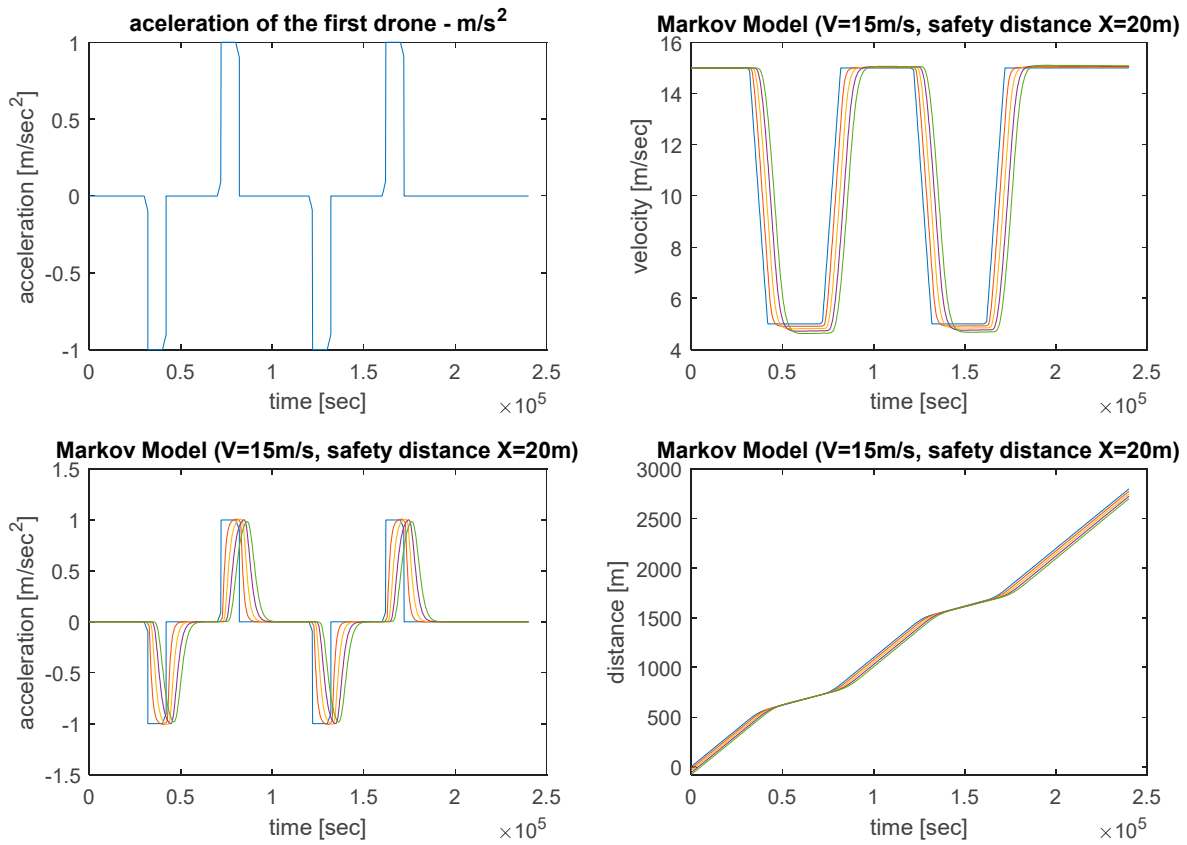 aceleration of the first drone - m/s²
1
0.5
0
-0.5
-1
acceleration [m/sec²]
0 0.5 1 1.5 2 2.5
time [sec]
×10⁵
Markov Model (V=15m/s, safety distance X=20m)
16
14
12
10
8
6
4
velocity [m/sec]
0 0.5 1 1.5 2 2.5
time [sec]
×10⁵
Markov Model (V=15m/s, safety distance X=20m)
1.5
1
0.5
0
-0.5
-1
-1.5
acceleration [m/sec²]
0 0.5 1 1.5 2 2.5
time [sec]
×10⁵
Markov Model (V=15m/s, safety distance X=20m)
3000
2500
2000
1500
1000
500
0
distance [m]
0 0.5 1 1.5 2 2.5
time [sec]
×10⁵